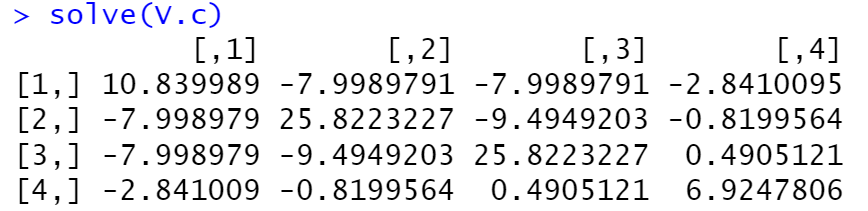 > solve(V.c)
[,1] [,2] [,3] [,4]
[1,] 10.839989 -7.9989791 -7.9989791 -2.8410095
[2,] -7.998979 25.8223227 -9.4949203 -0.8199564
[3,] -7.998979 -9.4949203 25.8223227 0.4905121
[4,] -2.841009 -0.8199564 0.4905121 6.9247806